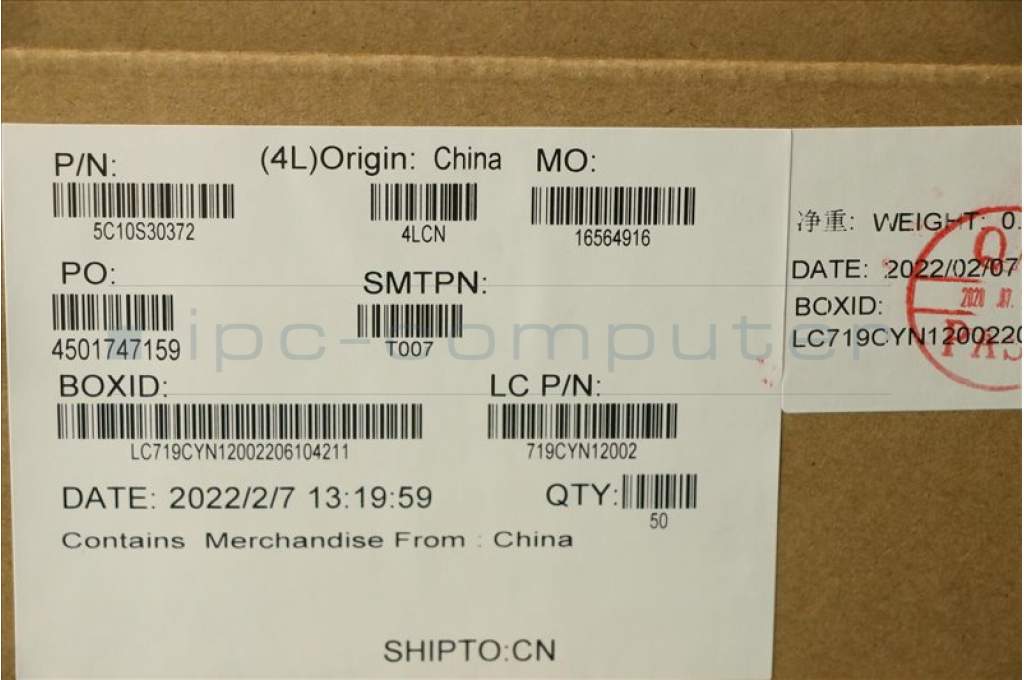 P/N: (4L)Origin: China MO:
5C10S30372 4LCN 16564916
PO: SMTPN:
4501747159 T007
BOXID: LC P/N:
LC719CYN12002206104211 719CYN12002
DATE: 2022/2/7 13:19:59 QTY:
50
Contains Merchandise From : China
SHIPTO:CN
净重: WEIGHT: 0.
DATE: 2022/02/07
BOXID:
LC719CYN1200220
ipc-computer